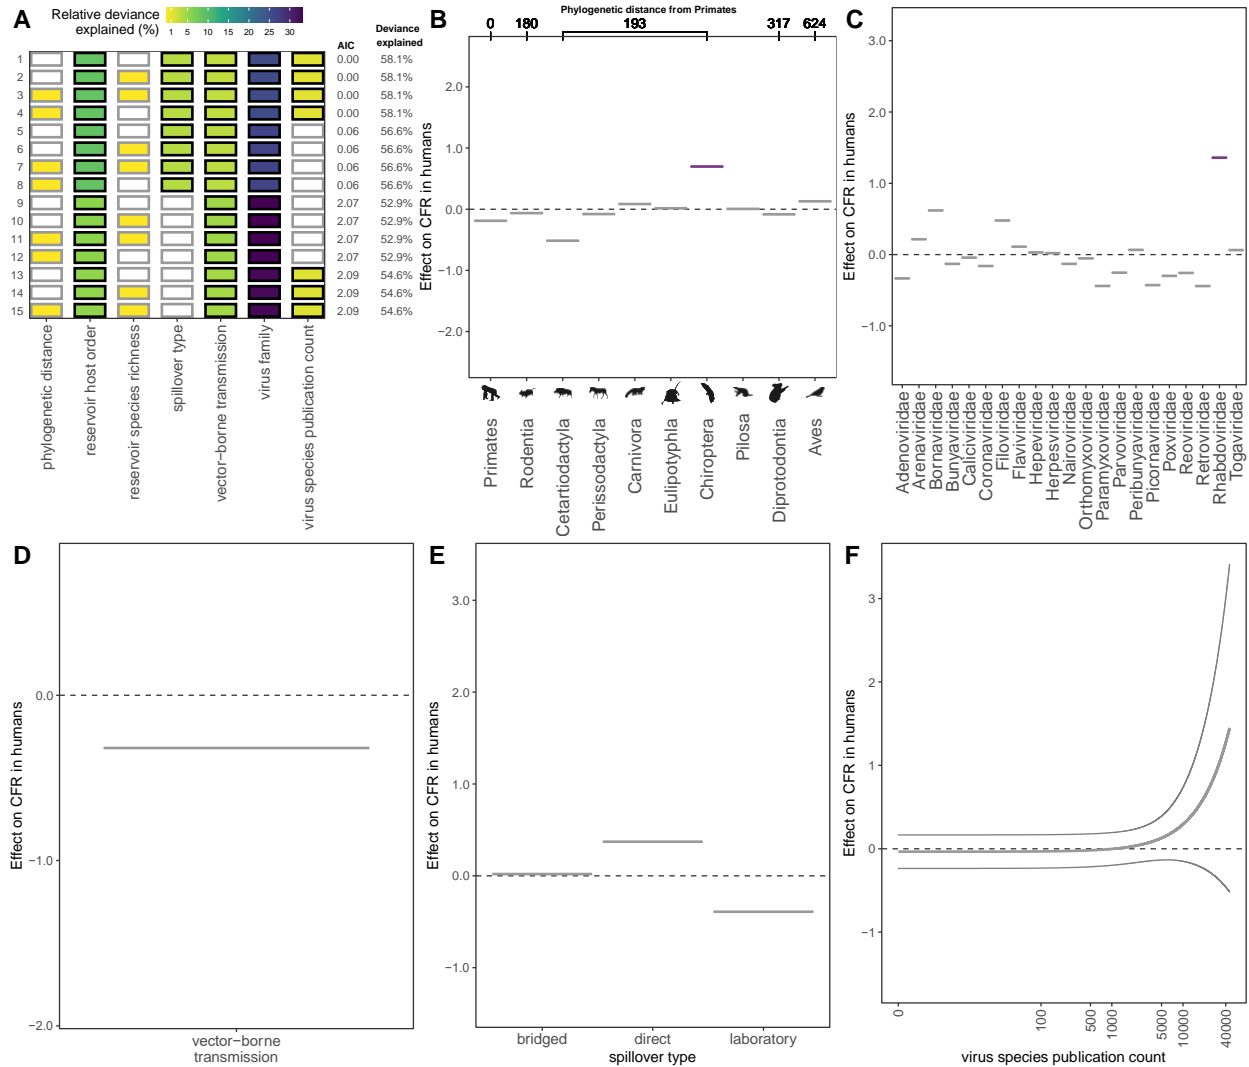 A
Relative deviance
explained (%)
1 5 10 15 20 25 30
AIC
Deviance
explained
1 0.00 58.1%
2 0.00 58.1%
3 0.00 58.1%
4 0.00 58.1%
5 0.06 56.6%
6 0.06 56.6%
7 0.06 56.6%
8 0.06 56.6%
9 2.07 52.9%
10 2.07 52.9%
11 2.07 52.9%
12 2.07 52.9%
13 2.09 54.6%
14 2.09 54.6%
15 2.09 54.6%
phylogenetic distance
reservoir host order
reservoir species richness
spillover type
vector−borne transmission
virus family
virus species publication count
B
Phylogenetic distance from Primates
0 180 193 317 624
Effect on CFR in humans
2.0
1.0
0.0
−1.0
−2.0
Primates
Rodentia
Cetartiodactyla
Perissodactyla
Carnivora
Eulipotyphla
Chiroptera
Pilosa
Diprotodontia
Aves
C
Effect on CFR in humans
3.0
2.0
1.0
0.0
−1.0
Adenoviridae
Arenaviridae
Bornaviridae
Bunyaviridae
Caliciviridae
Coronaviridae
Filoviridae
Flaviviridae
Hepeviridae
Herpesviridae
Nairoviridae
Orthomyxoviridae
Paramyxoviridae
Parvoviridae
Peribunyaviridae
Picornaviridae
Poxviridae
Reoviridae
Retroviridae
Rhabdoviridae
Togaviridae
D
Effect on CFR in humans
0.0
−1.0
−2.0
vector−borne
transmission
E
Effect on CFR in humans
3.0
2.0
1.0
0.0
−1.0
bridged direct laboratory
spillover type
F
Effect on CFR in humans
3
2
1
0
−1
0 100 500 1000 5000 10000 40000
virus species publication count